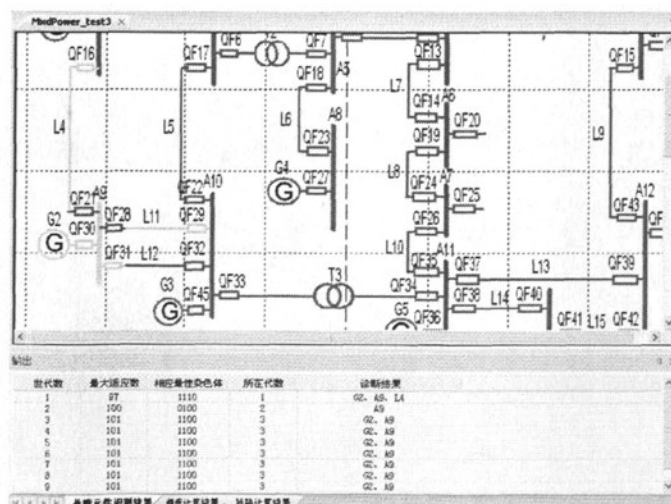 MxdPower_test3 ×
QF16
QF17
QF6
QF7
QF13
QF15
QF18
A5
L7
QF14
A6
QF20
L4
L5
L6
A8
QF23
QF19
L9
G4
QF27
L8
QF24
A7
QF25
QF21
A9
QF22
A10
QF26
QF43
A12
G2
QF28
L11
QF29
QF30
QF31
L12
QF32
L10
QF35
A11
QF37
L13
QF39
G3
QF33
T3
QF34
G5
QF45
QF36
QF38
L14
QF40
QF41
L15
QF42
G
G
G
输出
世代数 最大适应数 相应最佳染色体 所在代数 诊断结果
1 97 1110 1 G2、A9、L4
2 100 0100 2 A9
3 101 1100 3 G2、A9
4 101 1100 3 G2、A9
5 101 1100 3 G2、A9
6 101 1100 3 G2、A9
7 101 1100 3 G2、A9
8 101 1100 3 G2、A9
9 101 1100 3 G2、A9